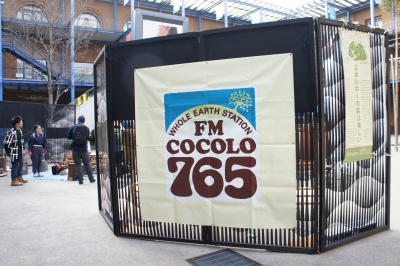 WHOLE EARTH STATION
FM
COCOLO
765